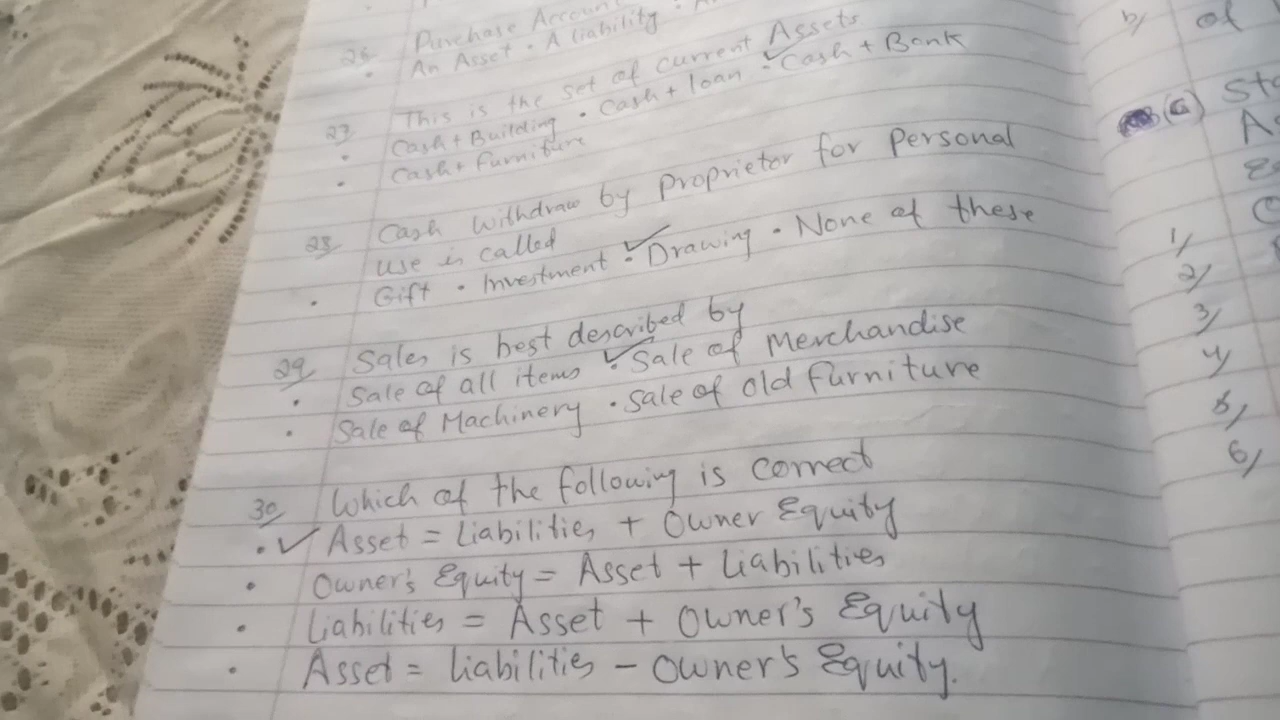 26 Purchase Account
• An Asset • A liability •
27 This is the set of current Assets
• Cash + Building • Cash + loan • Cash + Bank
• Cash + Furniture
28 Cash withdraw by proprietor for Personal
use is called
• Gift • Investment • Drawing • None of these
29 Sales is best described by
• Sale of all items • Sale of Merchandise
• Sale of Machinery • Sale of old furniture
30 Which of the following is correct
• Asset = Liabilities + Owner Equity
• Owner's Equity = Asset + Liabilities
• Liabilities = Asset + Owner's Equity
• Asset = Liabilities - Owner's Equity.
b/ of
(a)
1/
2/
3/
4/
5/
6/